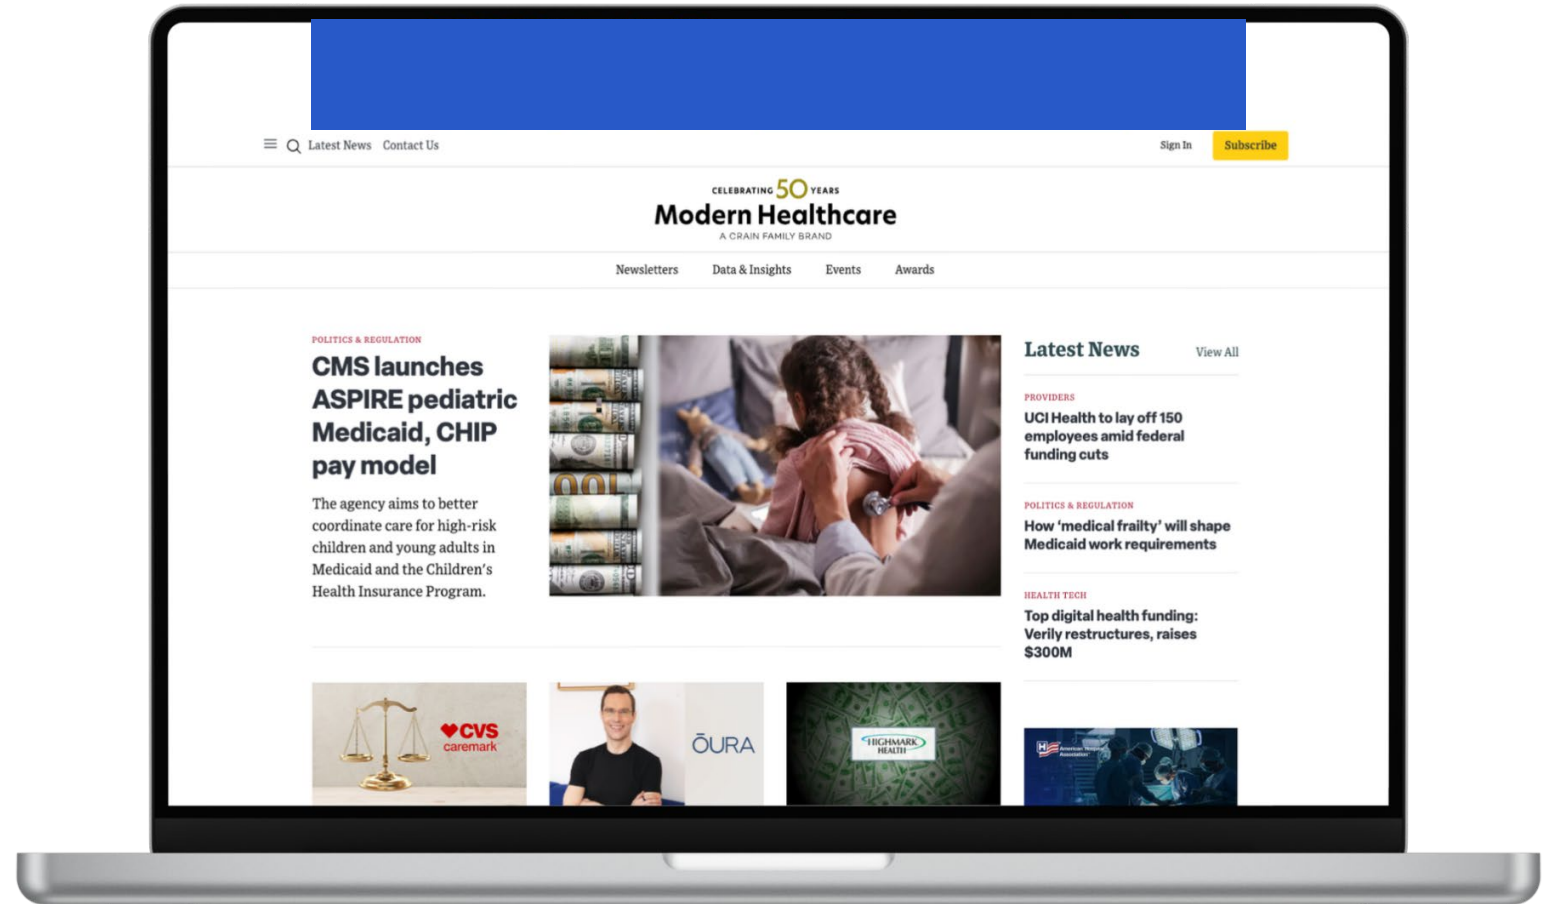 Latest News Contact Us
Sign In
Subscribe
CELEBRATING 50 YEARS
Modern Healthcare
A CRAIN FAMILY BRAND
Newsletters Data & Insights Events Awards
POLITICS & REGULATION
CMS launches
ASPIRE pediatric
Medicaid, CHIP
pay model
The agency aims to better
coordinate care for high-risk
children and young adults in
Medicaid and the Children's
Health Insurance Program.
Latest News View All
PROVIDERS
UCI Health to lay off 150
employees amid federal
funding cuts
POLITICS & REGULATION
How ‘medical frailty’ will shape
Medicaid work requirements
HEALTH TECH
Top digital health funding:
Verily restructures, raises
$300M
CVS
caremark
ŌURA
HIGHMARK
HEALTH
American Hospital
Association